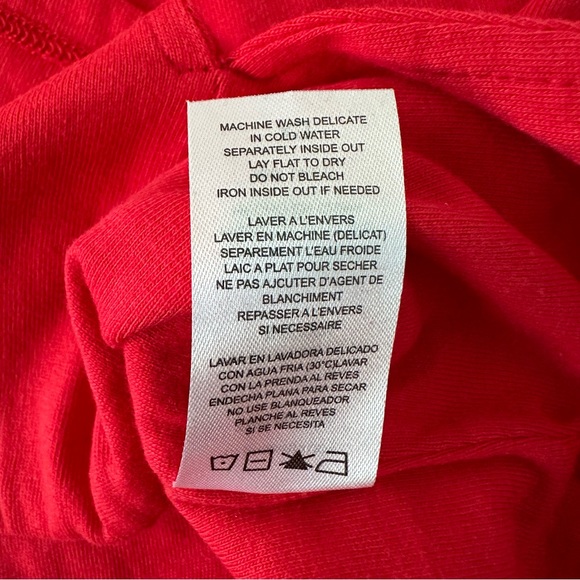 MACHINE WASH DELICATE
IN COLD WATER
SEPARATELY INSIDE OUT
LAY FLAT TO DRY
DO NOT BLEACH
IRON INSIDE OUT IF NEEDED
LAVER A L'ENVERS
LAVER EN MACHINE (DELICAT)
SEPAREMENT L'EAU FROIDE
LAIC A PLAT POUR SECHER
NE PAS AJCUTER D'AGENT DE
BLANCHIMENT
REPASSER A L'ENVERS
SI NECESSAIRE
LAVAR EN LAVADORA DELICADO
CON AGUA FRIA (30°C)LAVAR
CON LA PRENDA AL REVES
ENDECHA PLANA PARA SECAR
NO USE BLANQUEADOR
PLANCHE AL REVES
SI SE NECESITA